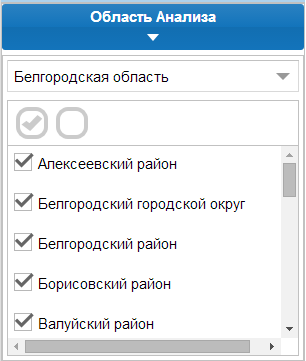 Область Анализа
Белгородская область
Алексеевский район
Белгородский городской округ
Белгородский район
Борисовский район
Валуйский район